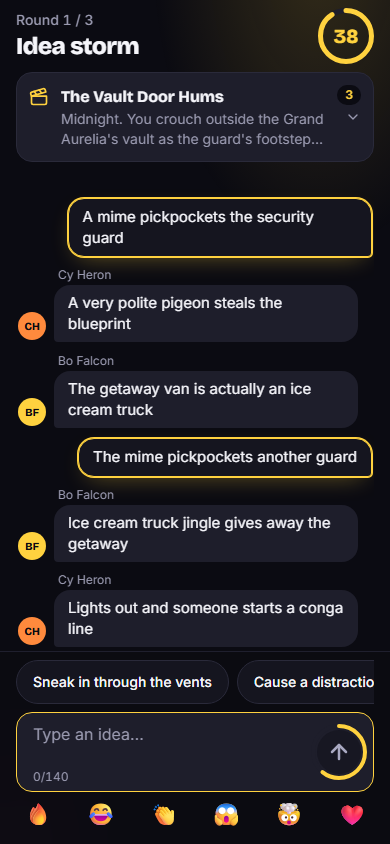 Round 1 / 3
Idea storm
38
The Vault Door Hums
3
Midnight. You crouch outside the Grand
Aurelia's vault as the guard's footstep...
A mime pickpockets the security
guard
Cy Heron
CH
A very polite pigeon steals the
blueprint
Bo Falcon
BF
The getaway van is actually an ice
cream truck
The mime pickpockets another guard
Bo Falcon
BF
Ice cream truck jingle gives away the
getaway
Cy Heron
CH
Lights out and someone starts a conga
line
Sneak in through the vents
Cause a distractio
Type an idea...
0/140